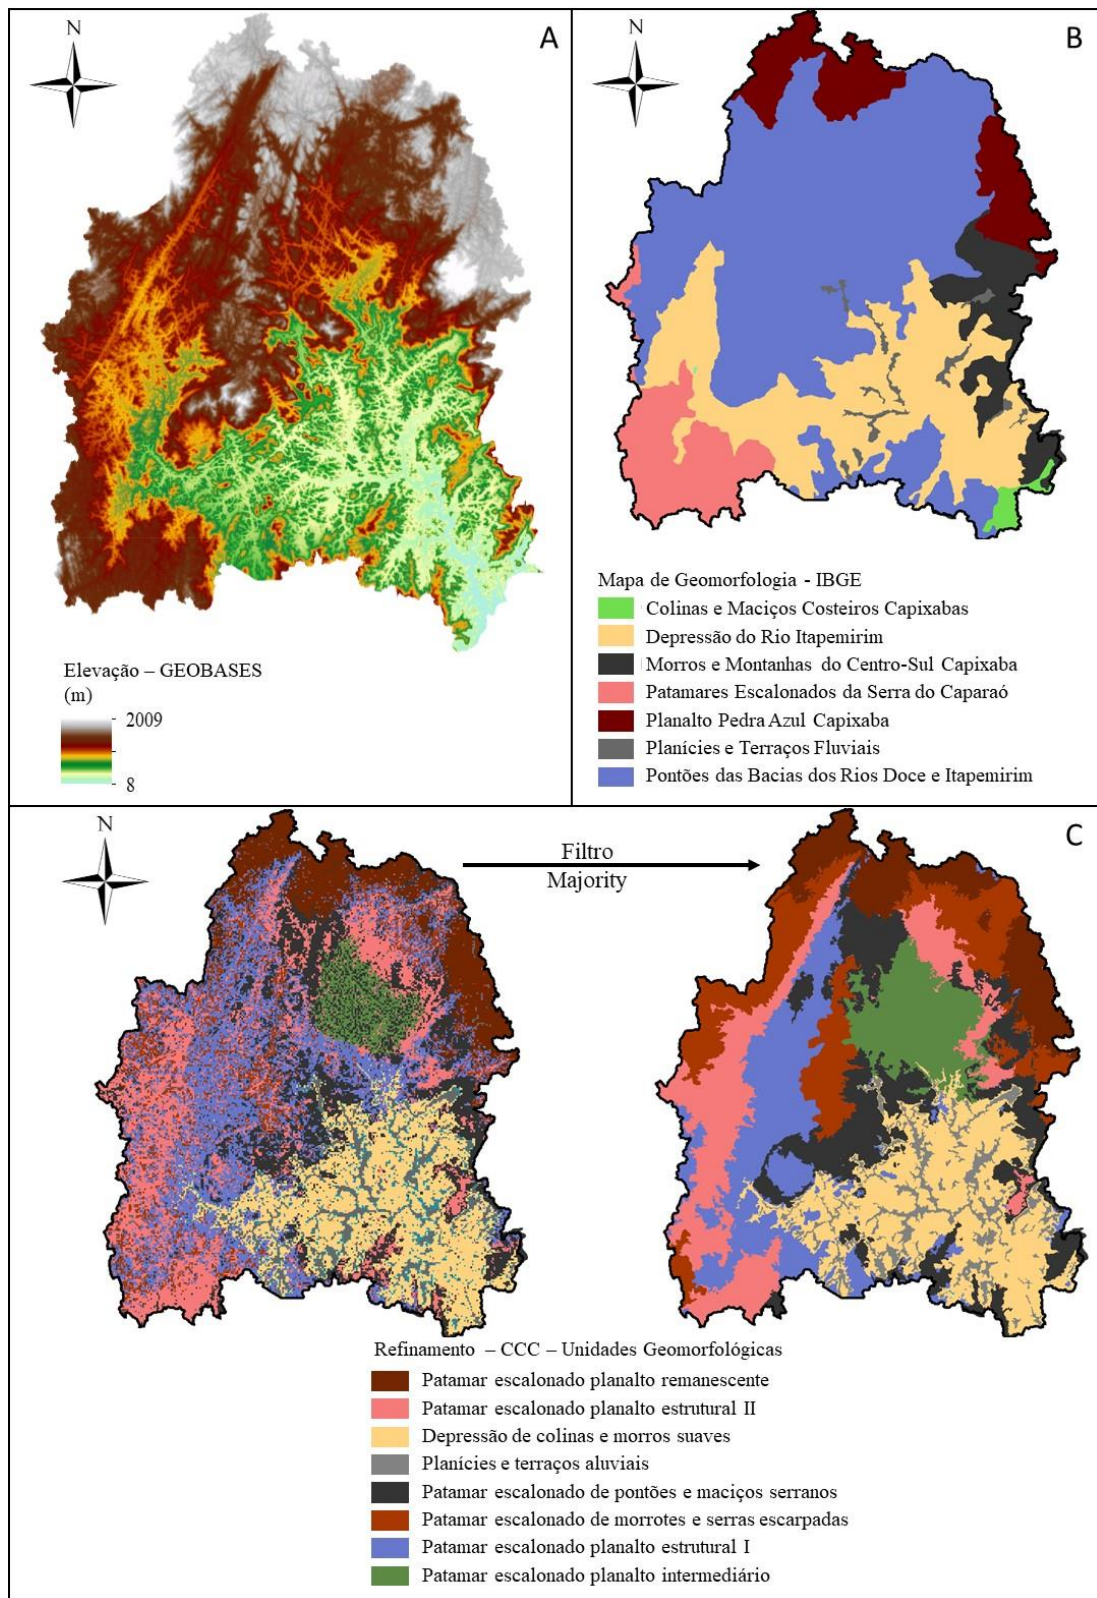 N
A
Elevação – GEOBASES
(m)
2009
8
N
B
Mapa de Geomorfologia - IBGE
Colinas e Maciços Costeiros Capixabas
Depressão do Rio Itapemirim
Morros e Montanhas do Centro-Sul Capixaba
Patamares Escalonados da Serra do Caparaó
Planalto Pedra Azul Capixaba
Planícies e Terraços Fluviais
Pontões das Bacias dos Rios Doce e Itapemirim
N
Filtro
Majority
C
Refinamento – CCC – Unidades Geomorfológicas
Patamar escalonado planalto remanescente
Patamar escalonado planalto estrutural II
Depressão de colinas e morros suaves
Planícies e terraços aluviais
Patamar escalonado de pontões e maciços serranos
Patamar escalonado de morrotes e serras escarpadas
Patamar escalonado planalto estrutural I
Patamar escalonado planalto intermediário